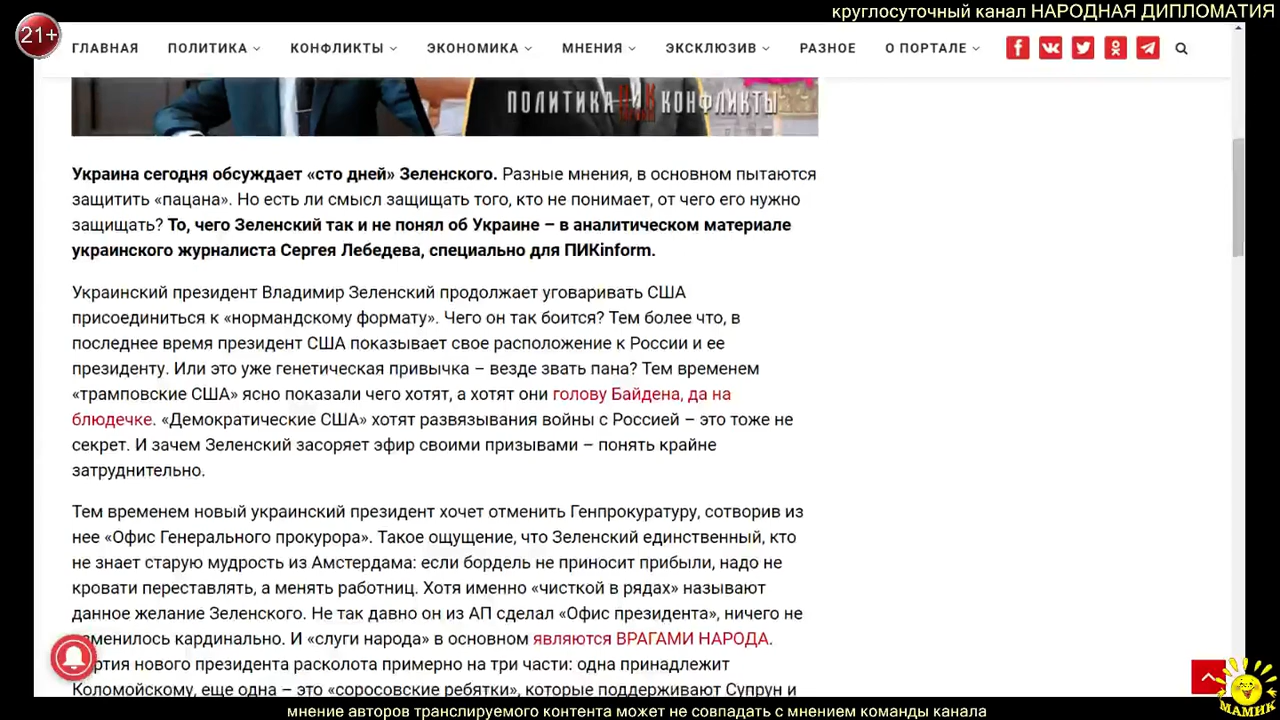 круглосуточный канал НАРОДНАЯ ДИПЛОМАТИЯ
21+
ГЛАВНАЯ ПОЛИТИКА КОНФЛИКТЫ ЭКОНОМИКА МНЕНИЯ ЭКСКЛЮЗИВ РАЗНОЕ О ПОРТАЛЕ
ПОЛИТИКА И К КОНФЛИКТЫ
Украина сегодня обсуждает «сто дней» Зеленского. Разные мнения, в основном пытаются
защитить «пацана». Но есть ли смысл защищать того, кто не понимает, от чего его нужно
защищать? То, чего Зеленский так и не понял об Украине – в аналитическом материале
украинского журналиста Сергея Лебедева, специально для ПИКinform.
Украинский президент Владимир Зеленский продолжает уговаривать США
присоединиться к «нормандскому формату». Чего он так боится? Тем более что, в
последнее время президент США показывает свое расположение к России и ее
президенту. Или это уже генетическая привычка – везде звать пана? Тем временем
«трамповские США» ясно показали чего хотят, а хотят они голову Байдена, да на
блюдечке. «Демократические США» хотят развязывания войны с Россией – это тоже не
секрет. И зачем Зеленский засоряет эфир своими призывами – понять крайне
затруднительно.
Тем временем новый украинский президент хочет отменить Генпрокуратуру, сотворив из
нее «Офис Генерального прокурора». Такое ощущение, что Зеленский единственный, кто
не знает старую мудрость из Амстердама: если бордель не приносит прибыли, надо не
кровати переставлять, а менять работниц. Хотя именно «чисткой в рядах» называют
данное желание Зеленского. Не так давно он из АП сделал «Офис президента», ничего не
менилось кардинально. И «слуги народа» в основном являются ВРАГАМИ НАРОДА.
ртия нового президента расколота примерно на три части: одна принадлежит
Коломойскому, еще одна – это «соросовские ребятки», которые поддерживают Супрун и
МАМИК
мнение авторов транслируемого контента может не совпадать с мнением команды канала